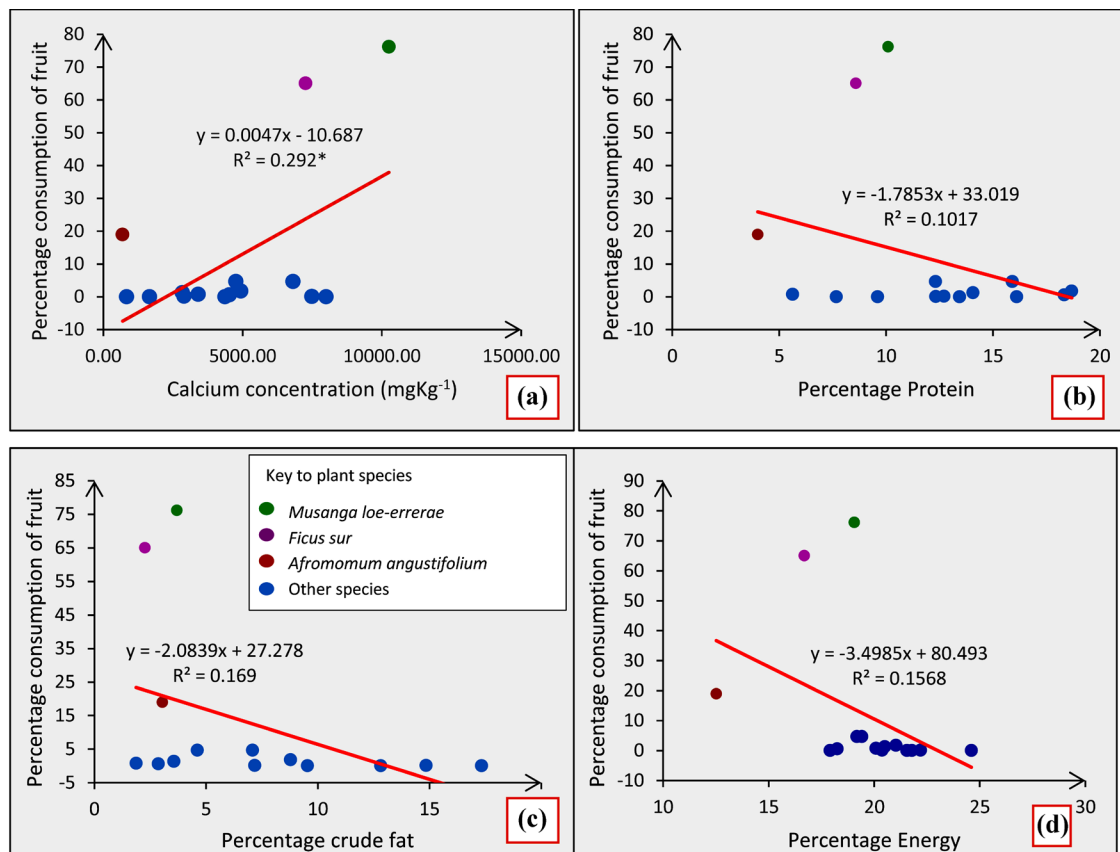 Percentage consumption of fruit
80
70
60
50
40
30
20
10
0
-10
y = 0.0047x - 10.687
R² = 0.292*
0.00 5000.00 10000.00 15000.00
Calcium concentration (mgKg⁻¹)
(a)
Percentage consumption of fruit
80
70
60
50
40
30
20
10
0
-10
y = -1.7853x + 33.019
R² = 0.1017
0 5 10 15 20
Percentage Protein
(b)
Percentage consumption of fruit
85
75
65
55
45
35
25
15
5
-5
Key to plant species
Musanga loe-errerae
Ficus sur
Afromomum angustifolium
Other species
y = -2.0839x + 27.278
R² = 0.169
0 5 10 15
Percentage crude fat
(c)
Percentage consumption of fruit
90
80
70
60
50
40
30
20
10
0
-10
y = -3.4985x + 80.493
R² = 0.1568
10 15 20 25 30
Percentage Energy
(d)